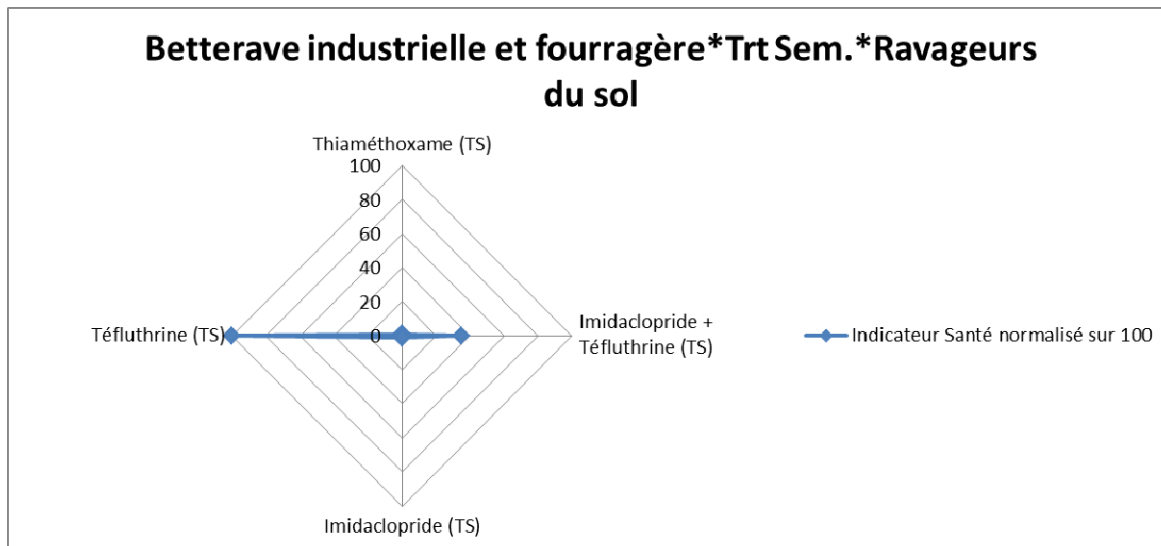 Betterave industrielle et fourragère*Trt Sem.*Ravageurs
du sol
Thiaméthoxame (TS)
100
80
60
40
20
0
Téfluthrine (TS)
Imidaclopride +
Téfluthrine (TS)
Indicateur Santé normalisé sur 100
Imidaclopride (TS)